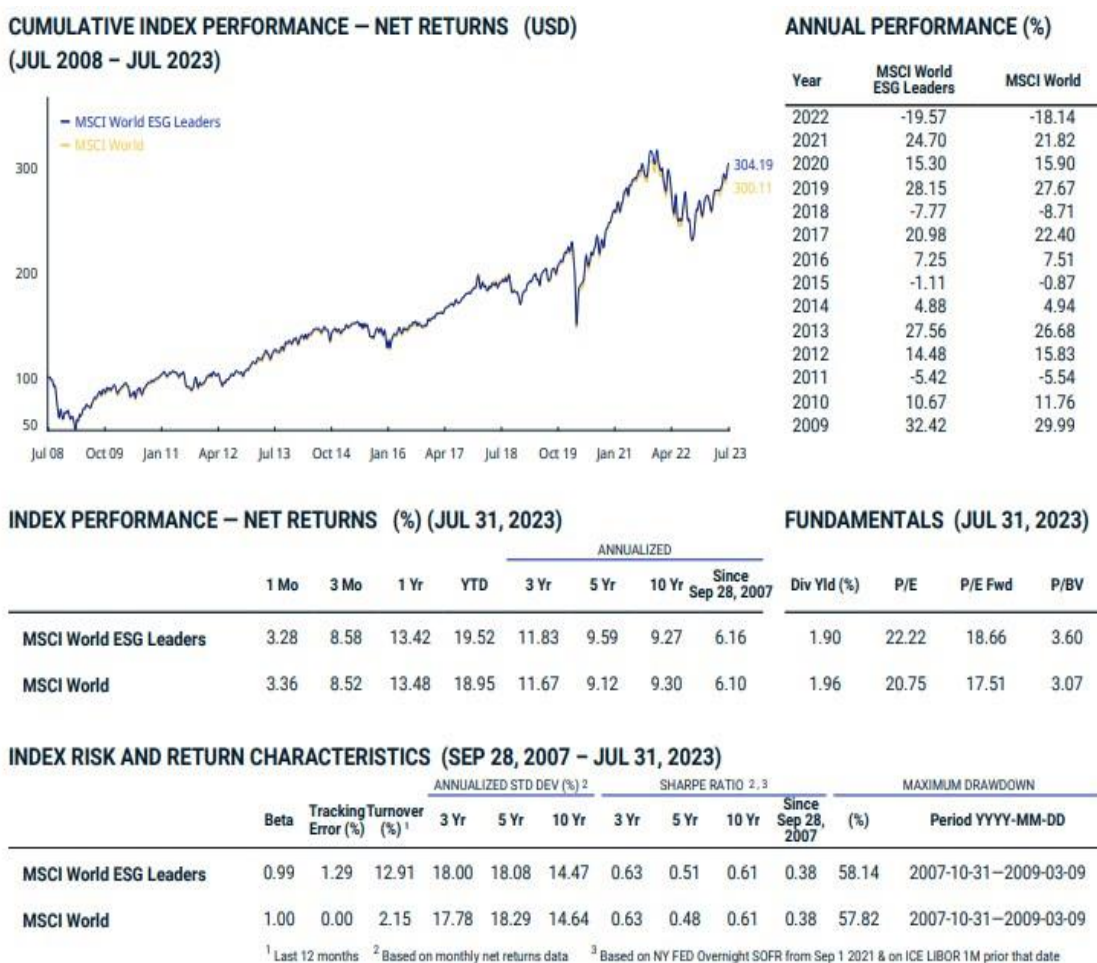 CUMULATIVE INDEX PERFORMANCE — NET RETURNS (USD)
(JUL 2008 – JUL 2023)
MSCI World ESG Leaders
MSCI World
300
200
100
50
304.19
300.11
Jul 08 Oct 09 Jan 11 Apr 12 Jul 13 Oct 14 Jan 16 Apr 17 Jul 18 Oct 19 Jan 21 Apr 22 Jul 23
ANNUAL PERFORMANCE (%)
Year MSCI World ESG Leaders MSCI World
2022 -19.57 -18.14
2021 24.70 21.82
2020 15.30 15.90
2019 28.15 27.67
2018 -7.77 -8.71
2017 20.98 22.40
2016 7.25 7.51
2015 -1.11 -0.87
2014 4.88 4.94
2013 27.56 26.68
2012 14.48 15.83
2011 -5.42 -5.54
2010 10.67 11.76
2009 32.42 29.99
INDEX PERFORMANCE — NET RETURNS (%) (JUL 31, 2023)
ANNUALIZED
1 Mo 3 Mo 1 Yr YTD 3 Yr 5 Yr 10 Yr Since Sep 28, 2007
MSCI World ESG Leaders 3.28 8.58 13.42 19.52 11.83 9.59 9.27 6.16
MSCI World 3.36 8.52 13.48 18.95 11.67 9.12 9.30 6.10
FUNDAMENTALS (JUL 31, 2023)
Div Yld (%) P/E P/E Fwd P/BV
1.90 22.22 18.66 3.60
1.96 20.75 17.51 3.07
INDEX RISK AND RETURN CHARACTERISTICS (SEP 28, 2007 – JUL 31, 2023)
ANNUALIZED STD DEV (%) 2 SHARPE RATIO 2, 3 MAXIMUM DRAWDOWN
Beta Tracking Error (%) Turnover (%) 1 3 Yr 5 Yr 10 Yr 3 Yr 5 Yr 10 Yr Since Sep 28, 2007 (%) Period YYYY-MM-DD
MSCI World ESG Leaders 0.99 1.29 12.91 18.00 18.08 14.47 0.63 0.51 0.61 0.38 58.14 2007-10-31—2009-03-09
MSCI World 1.00 0.00 2.15 17.78 18.29 14.64 0.63 0.48 0.61 0.38 57.82 2007-10-31—2009-03-09
1 Last 12 months 2 Based on monthly net returns data 3 Based on NY FED Overnight SOFR from Sep 1 2021 & on ICE LIBOR 1M prior that date